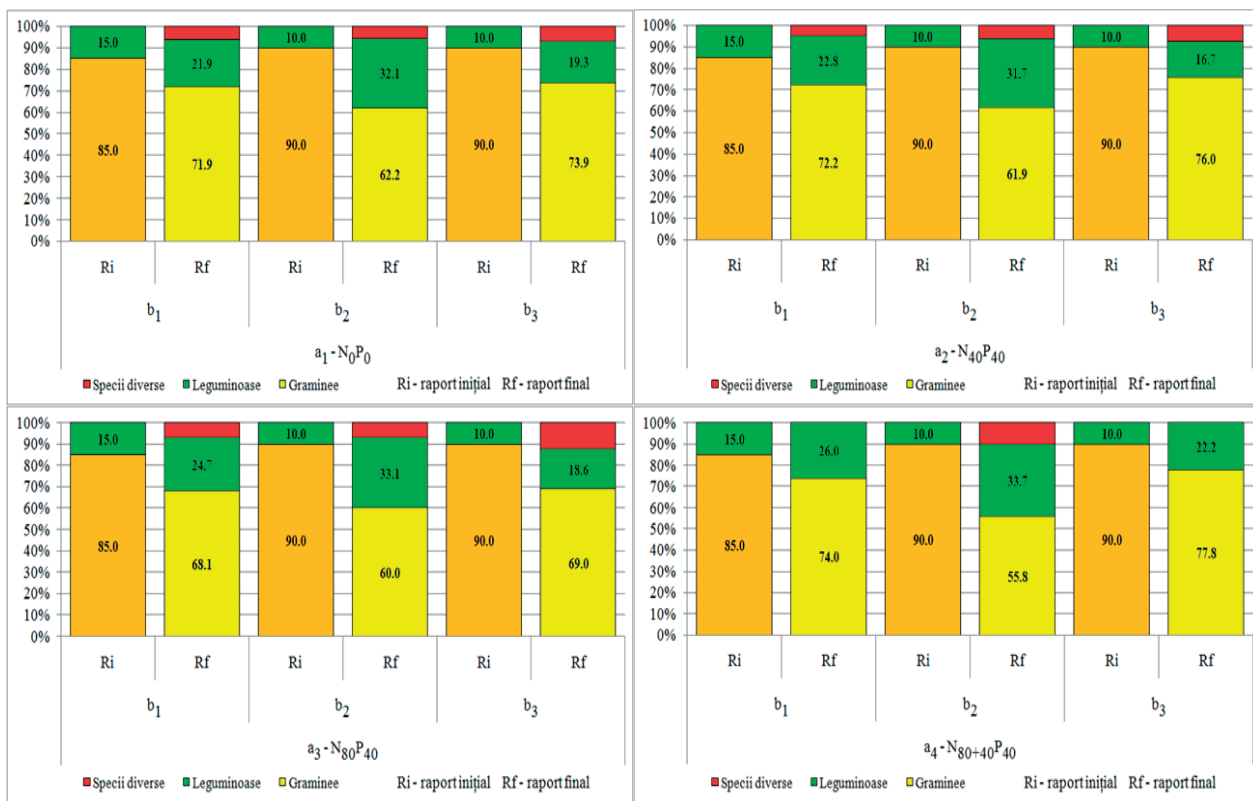 100%
90%
80%
70%
60%
50%
40%
30%
20%
10%
0%
15.0 21.9 10.0 32.1 10.0 19.3
85.0 71.9 90.0 62.2 90.0 73.9
Ri Rf Ri Rf Ri Rf
b1 b2 b3
a1 - N0P0
Specii diverse Leguminoase Graminee Ri - raport inițial Rf - raport final
100%
90%
80%
70%
60%
50%
40%
30%
20%
10%
0%
15.0 22.8 10.0 31.7 10.0 16.7
85.0 72.2 90.0 61.9 90.0 76.0
Ri Rf Ri Rf Ri Rf
b1 b2 b3
a2 - N40P40
Specii diverse Leguminoase Graminee Ri - raport inițial Rf - raport final
100%
90%
80%
70%
60%
50%
40%
30%
20%
10%
0%
15.0 24.7 10.0 33.1 10.0 18.6
85.0 68.1 90.0 60.0 90.0 69.0
Ri Rf Ri Rf Ri Rf
b1 b2 b3
a3 - N80P40
Specii diverse Leguminoase Graminee Ri - raport inițial Rf - raport final
100%
90%
80%
70%
60%
50%
40%
30%
20%
10%
0%
15.0 26.0 10.0 33.7 10.0 22.2
85.0 74.0 90.0 55.8 90.0 77.8
Ri Rf Ri Rf Ri Rf
b1 b2 b3
a4 - N80+40P40
Specii diverse Leguminoase Graminee Ri - raport inițial Rf - raport final